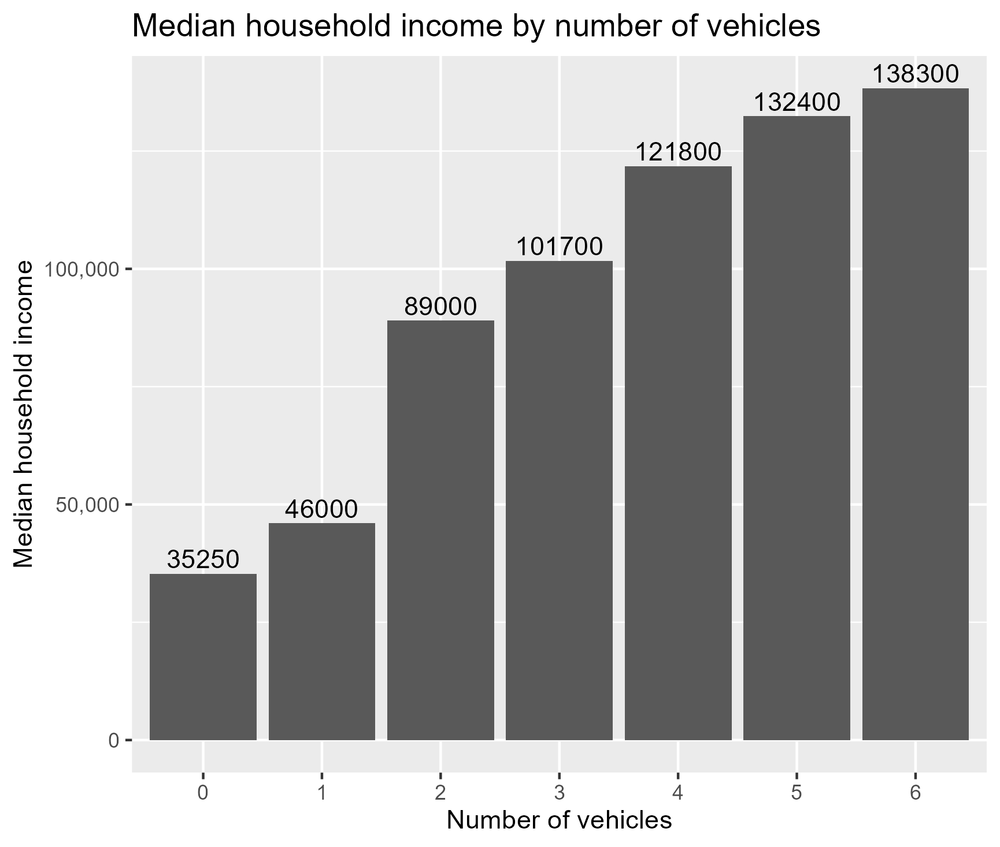 Median household income by number of vehicles
138300
132400
121800
101700
100,000
89000
50,000
46000
35250
0
Median household income
0 1 2 3 4 5 6
Number of vehicles